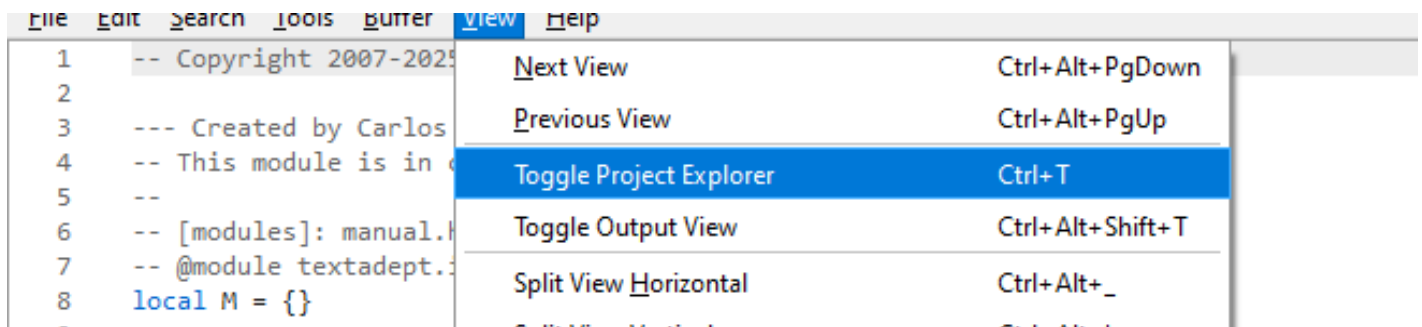 File Edit Search Tools Buffer View Help
1 -- Copyright 2007-2025
2
3 --- Created by Carlos
4 -- This module is in
5 --
6 -- [modules]: manual.
7 -- @module textadept.
8 local M = {}
Next View Ctrl+Alt+PgDown
Previous View Ctrl+Alt+PgUp
Toggle Project Explorer Ctrl+T
Toggle Output View Ctrl+Alt+Shift+T
Split View Horizontal Ctrl+Alt+_